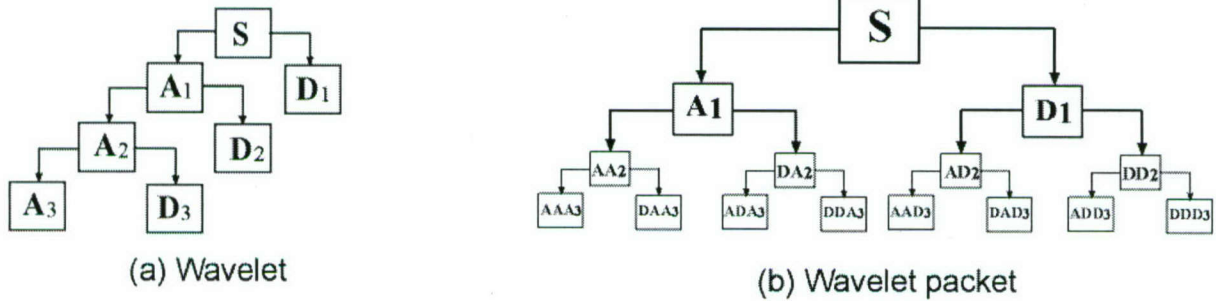 S
A1
D1
A2
D2
A3
D3
(a) Wavelet
S
A1
D1
AA2
DA2
AD2
DD2
AAA3
DAA3
ADA3
DDA3
AAD3
DAD3
ADD3
DDD3
(b) Wavelet packet